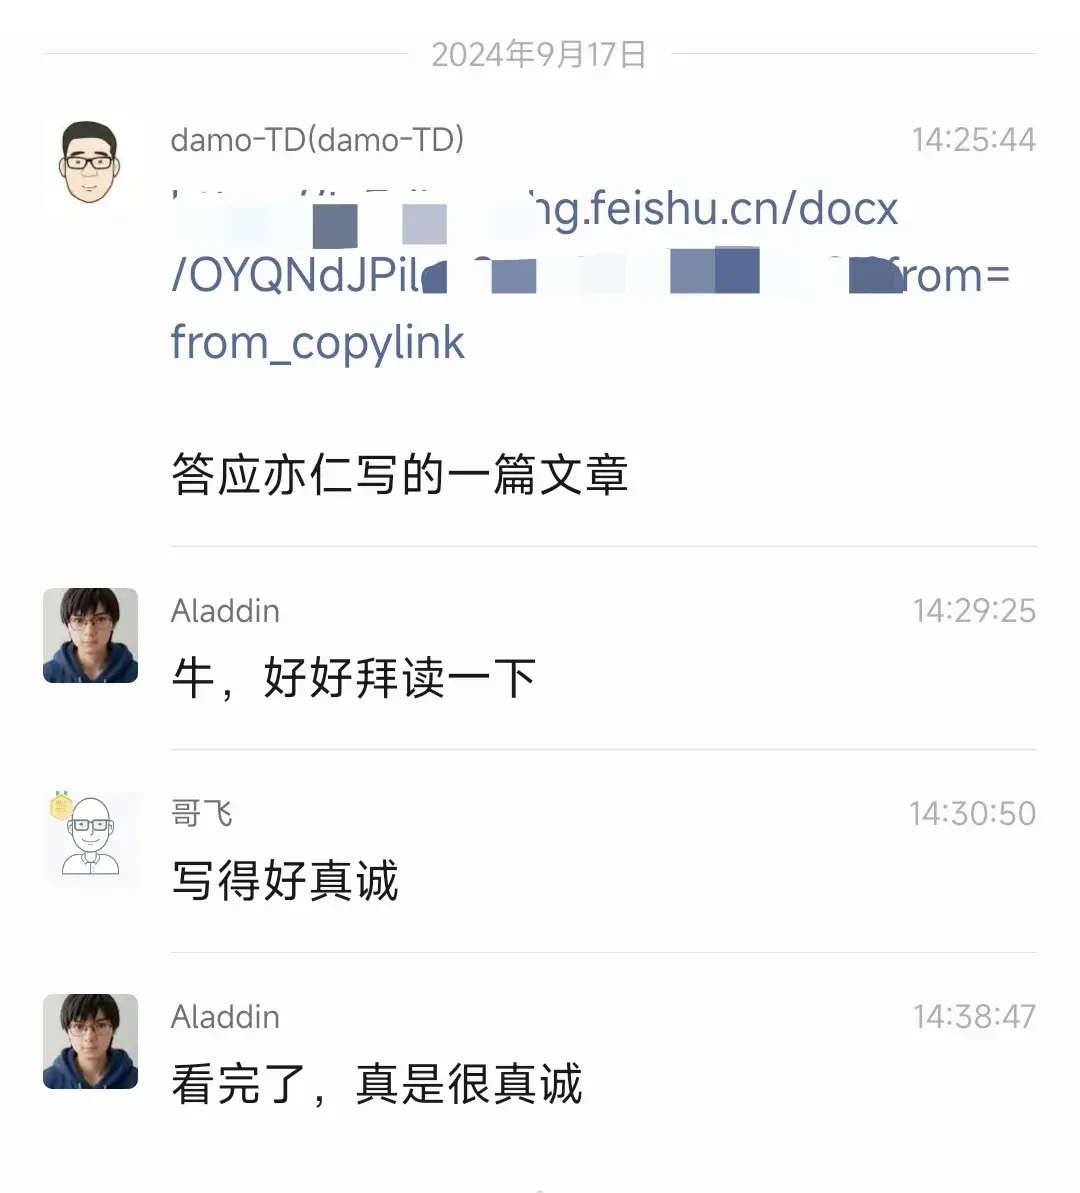 2024年9月17日
damo-TD(damo-TD)
14:25:44
ng.feishu.cn/docx
/OYQNdJPil from=
from_copylink
答应亦仁写的一篇文章
Aladdin
14:29:25
牛，好好拜读一下
哥飞
14:30:50
写得好真诚
Aladdin
14:38:47
看完了，真是很真诚